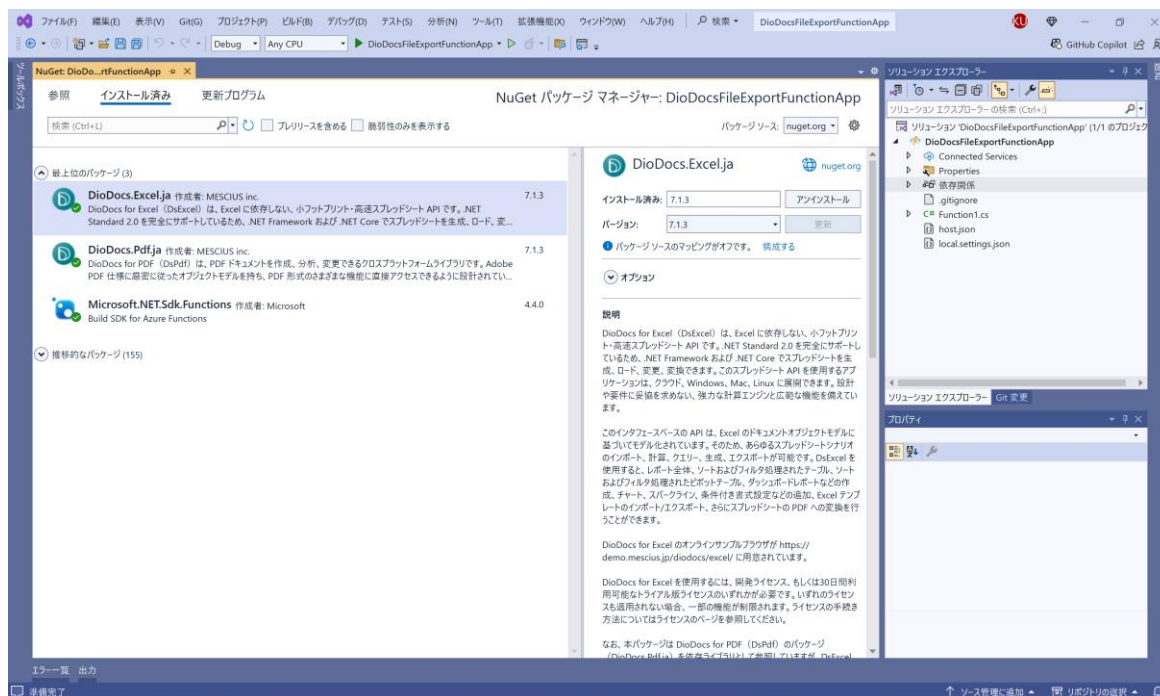 ファイル(F) 編集(E) 表示(V) Git(G) プロジェクト(P) ビルド(B) デバッグ(D) テスト(S) 分析(N) ツール(T) 拡張機能(X) ウィンドウ(W) ヘルプ(H) 検索 DioDocsFileExportFunctionApp KU
Debug Any CPU DioDocsFileExportFunctionApp GitHub Copilot
ツールボックス
NuGet: DioDo...rtFunctionApp
参照 インストール済み 更新プログラム
NuGet パッケージ マネージャー: DioDocsFileExportFunctionApp
検索 (Ctrl+L) プレリリースを含める 脆弱性のみを表示する
パッケージ ソース: nuget.org
最上位のパッケージ (3)
DioDocs.Excel.ja 作成者: MESCIUS inc. 7.1.3
DioDocs for Excel（DsExcel）は、Excel に依存しない、小フットプリント・高速スプレッドシート API です。.NET
Standard 2.0 を完全にサポートしているため、.NET Framework および .NET Core でスプレッドシートを生成、ロード、変...
DioDocs.Pdf.ja 作成者: MESCIUS inc. 7.1.3
DioDocs for PDF（DsPdf）は、PDF ドキュメントを作成、分析、変更できるクロスプラットフォームライブラリです。Adobe
PDF 仕様に厳密に従ったオブジェクトモデルを持ち、PDF 形式のさまざまな機能に直接アクセスできるように設計されてい...
Microsoft.NET.Sdk.Functions 作成者: Microsoft 4.4.0
Build SDK for Azure Functions
推移的なパッケージ (155)
DioDocs.Excel.ja nuget.org
インストール済み: 7.1.3 アンインストール
バージョン: 7.1.3 更新
パッケージ ソースのマッピングがオフです。 構成する
オプション
説明
DioDocs for Excel（DsExcel）は、Excel に依存しない、小フットプリン
ト・高速スプレッドシート API です。.NET Standard 2.0 を完全にサポートし
ているため、.NET Framework および .NET Core でスプレッドシートを生
成、ロード、変更、変換できます。このスプレッドシート API を使用するアプ
リケーションは、クラウド、Windows、Mac、Linux に展開できます。設計
や要件に妥協を求めない、強力な計算エンジンと広範な機能を備えてい
ます。
このインタフェースベースの API は、Excel のドキュメントオブジェクトモデルに
基づいてモデル化されています。そのため、あらゆるスプレッドシートシナリオ
のインポート、計算、クエリー、生成、エクスポートが可能です。DsExcel を
使用すると、レポート全体、ソートおよびフィルタ処理されたテーブル、ソート
およびフィルタ処理されたピボットテーブル、ダッシュボードレポートなどの作
成、チャート、スパークライン、条件付き書式設定などの追加、Excel テンプ
レートのインポート/エクスポート、さらにスプレッドシートの PDF への変換を行
うことができます。
DioDocs for Excel のオンラインサンプルブラウザが https://
demo.mescius.jp/diodocs/excel/ に用意されています。
DioDocs for Excel を使用するには、開発ライセンス、もしくは30日間利
用可能なトライアル版ライセンスのいずれかが必要です。いずれのライセン
スも適用されない場合、一部の機能が制限されます。ライセンスの手続き
方法についてはライセンスのページを参照してください。
なお、本パッケージは DioDocs for PDF（DsPdf）のパッケージ
（DioDocs.Pdf.ja）を依存ライブラリとして参照していますが、DsExcel
ソリューション エクスプローラー
ソリューション エクスプローラー の検索 (Ctrl+;)
ソリューション 'DioDocsFileExportFunctionApp' (1/1 のプロジェク
DioDocsFileExportFunctionApp
Connected Services
Properties
依存関係
.gitignore
C# Function1.cs
host.json
local.settings.json
ソリューション エクスプローラー Git 変更
プロパティ
エラー一覧 出力
準備完了 ソース管理に追加 リポジトリの選択